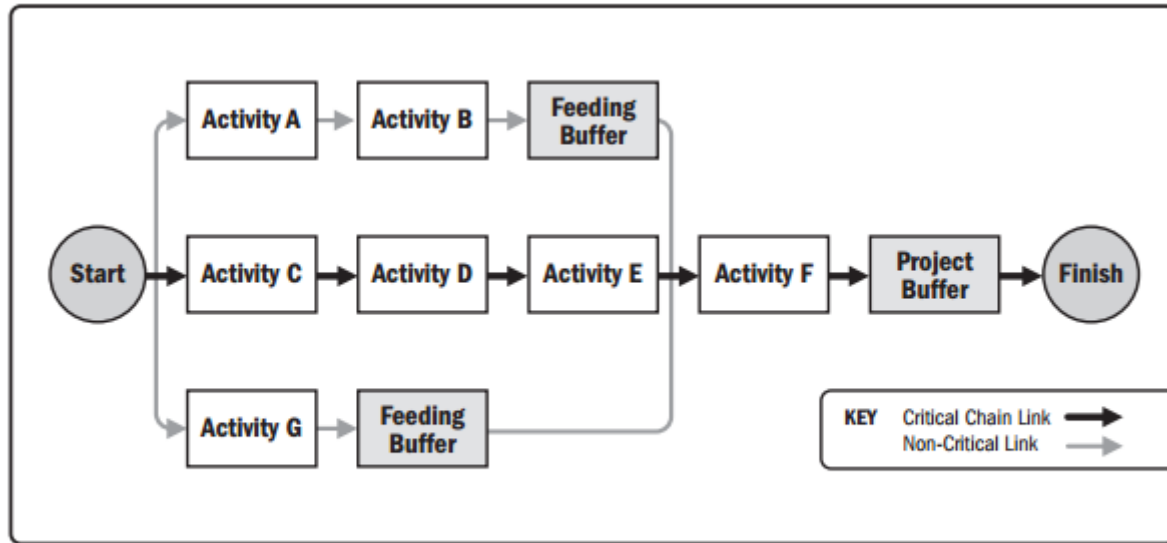 Activity A
Activity B
Feeding
Buffer
Start
Activity C
Activity D
Activity E
Activity F
Project
Buffer
Finish
Activity G
Feeding
Buffer
KEY Critical Chain Link
Non-Critical Link